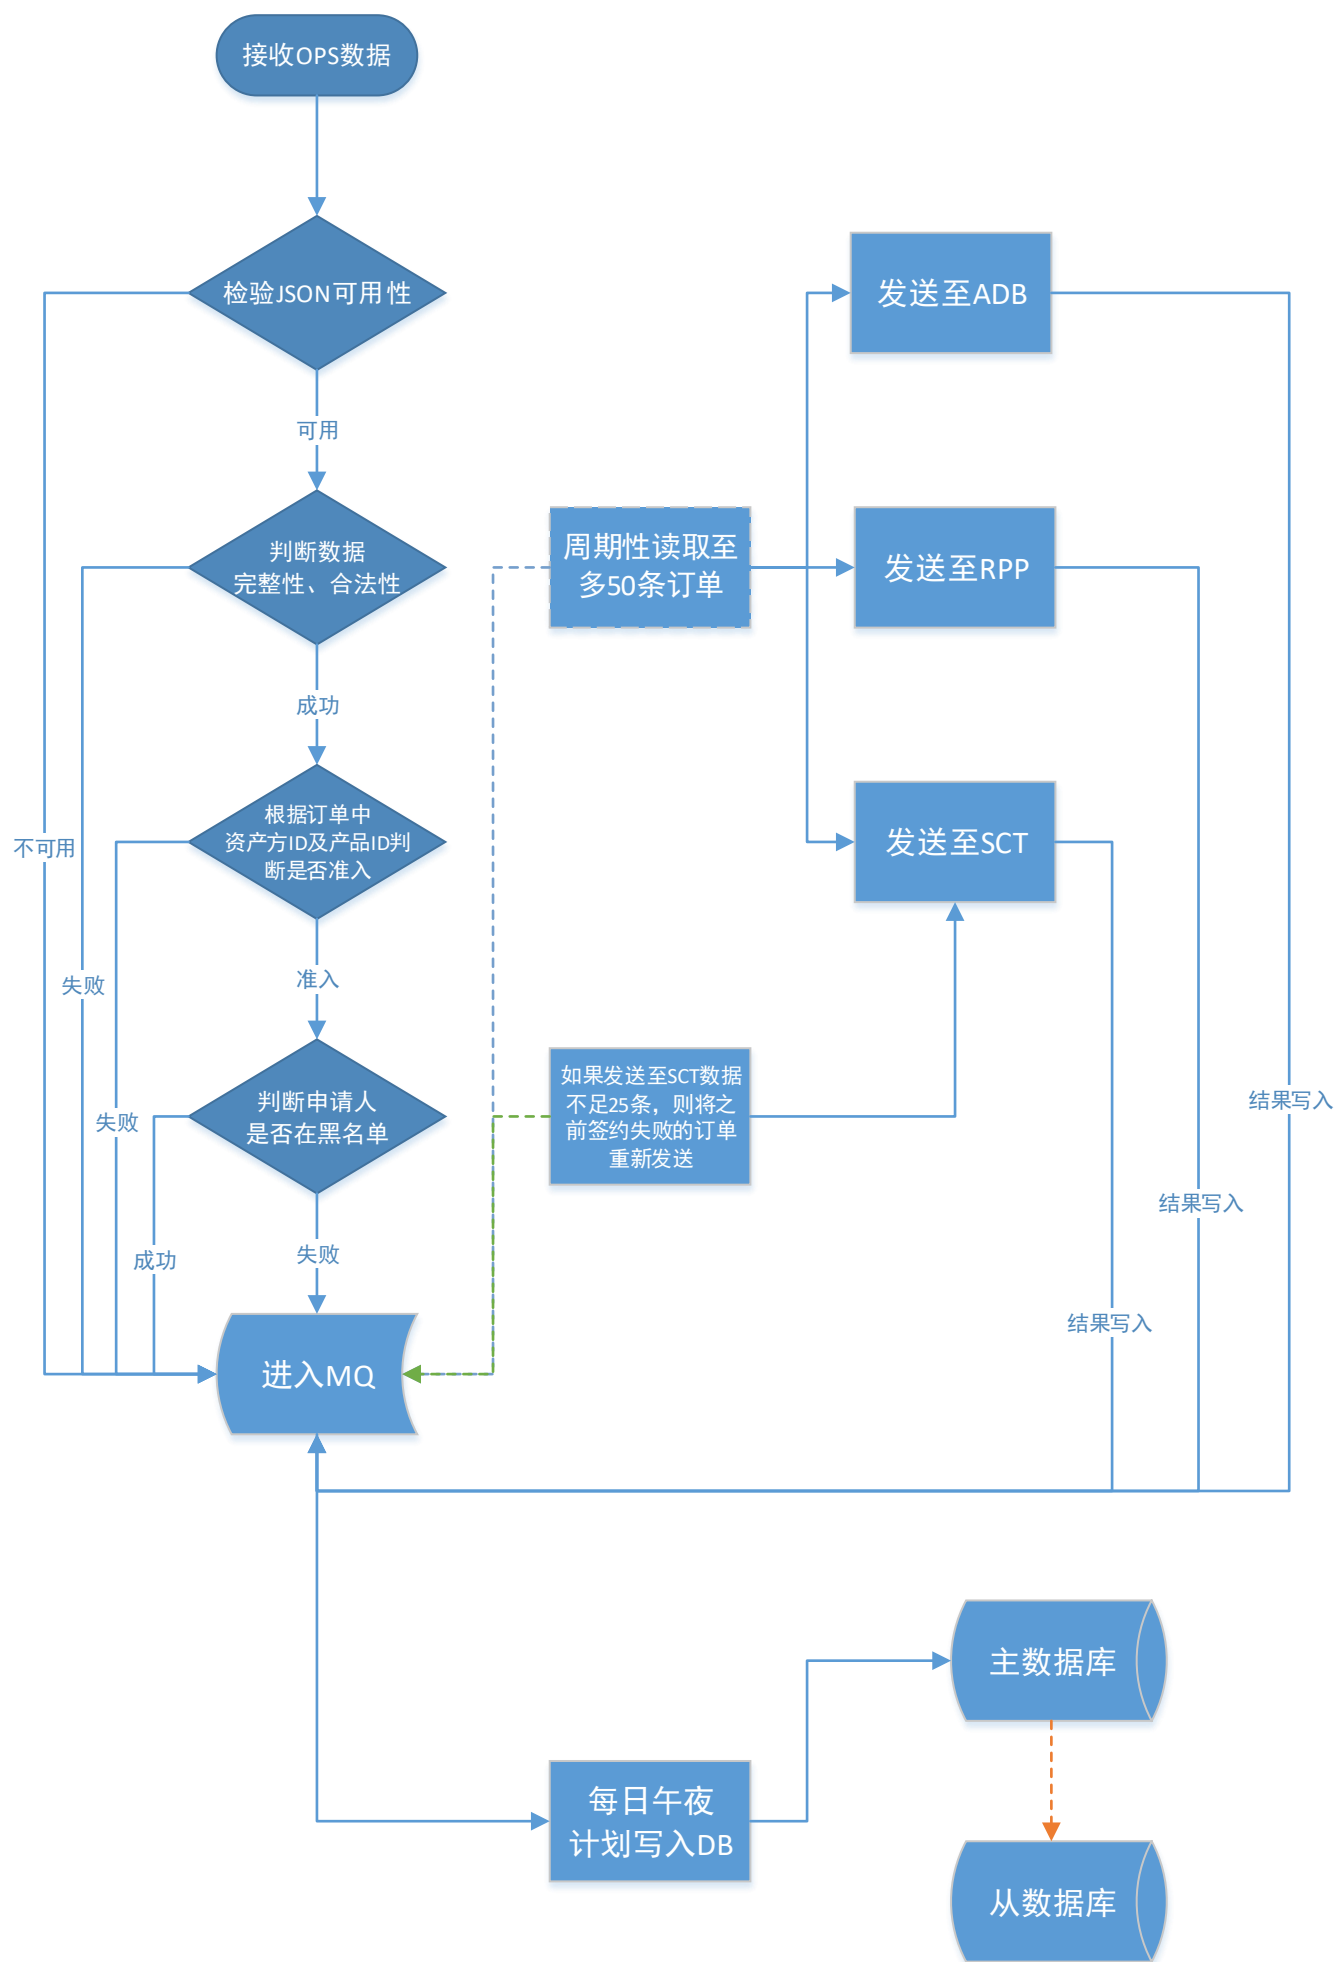 接收OPS数据
检验JSON可用性
可用
不可用
判断数据
完整性、合法性
成功
失败
根据订单中
资产方ID及产品ID判
断是否准入
准入
失败
判断申请人
是否在黑名单
成功
失败
进入MQ
周期性读取至
多50条订单
发送至ADB
发送至RPP
发送至SCT
如果发送至SCT数据
不足25条，则将之
前签约失败的订单
重新发送
结果写入
结果写入
结果写入
每日午夜
计划写入DB
主数据库
从数据库